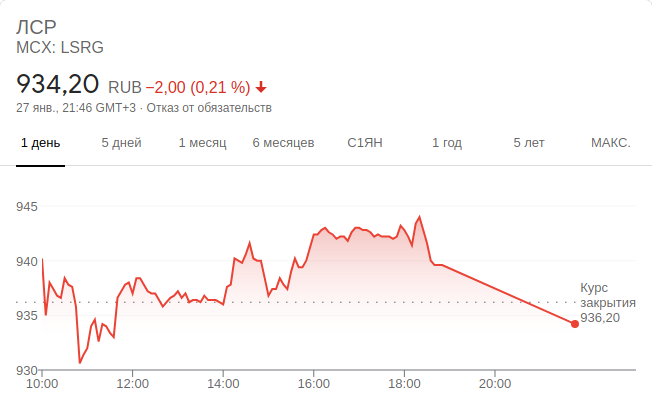 ЛСР
MCX: LSRG
934,20 RUB −2,00 (0,21 %)
27 янв., 21:46 GMT+3 · Отказ от обязательств
1 день 5 дней 1 месяц 6 месяцев С1ЯН 1 год 5 лет МАКС.
945
940
Курс
закрытия
936,20
935
930
10:00 12:00 14:00 16:00 18:00 20:00